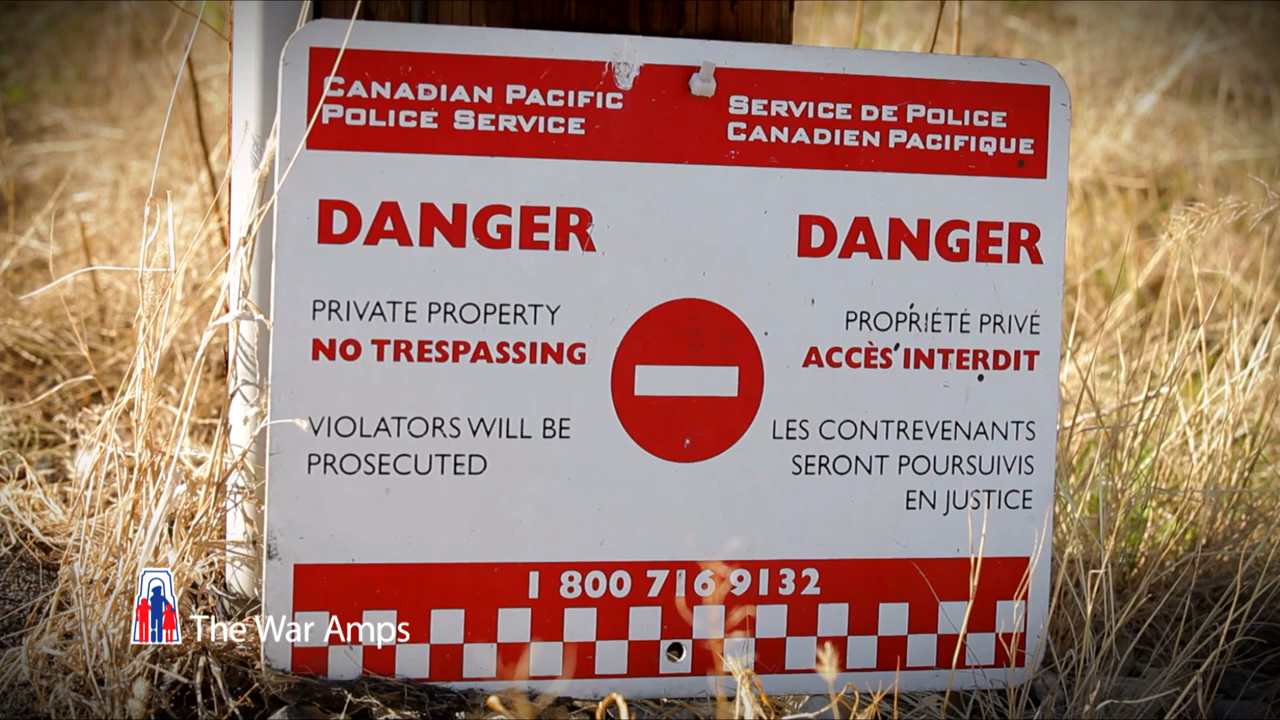 CANADIAN PACIFIC
POLICE SERVICE
SERVICE DE POLICE
CANADIEN PACIFIQUE
DANGER
PRIVATE PROPERTY
NO TRESPASSING
VIOLATORS WILL BE
PROSECUTED
DANGER
PROPRIÉTÉ PRIVÉ
ACCÈS INTERDIT
LES CONTREVENANTS
SERONT POURSUIVIS
EN JUSTICE
1 800 716 9132
The War Amps